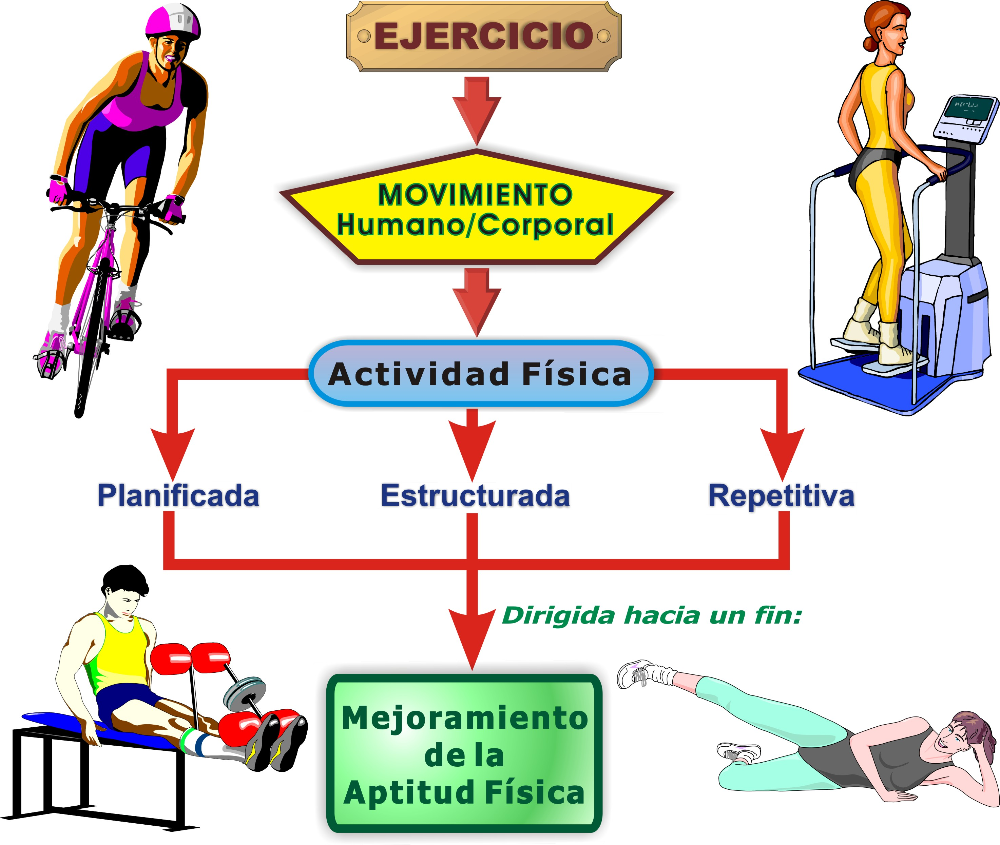 EJERCICIO
MOVIMIENTO
Humano/Corporal
Actividad Física
Planificada
Estructurada
Repetitiva
Dirigida hacia un fin:
Mejoramiento
de la
Aptitud Física